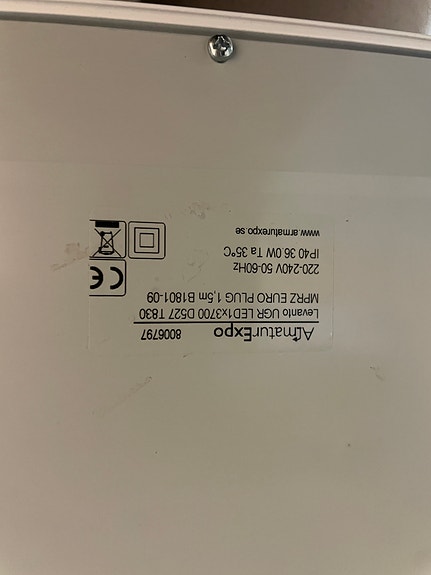 ArmaturExpo 8006797
Levanto UGR LED1x3700 D527 T830
MPRZ EURO PLUG 1,5m B1801-09
220-240V 50-60Hz
IP40 36.0W Ta 35°C
www.armaturexpo.se
CE